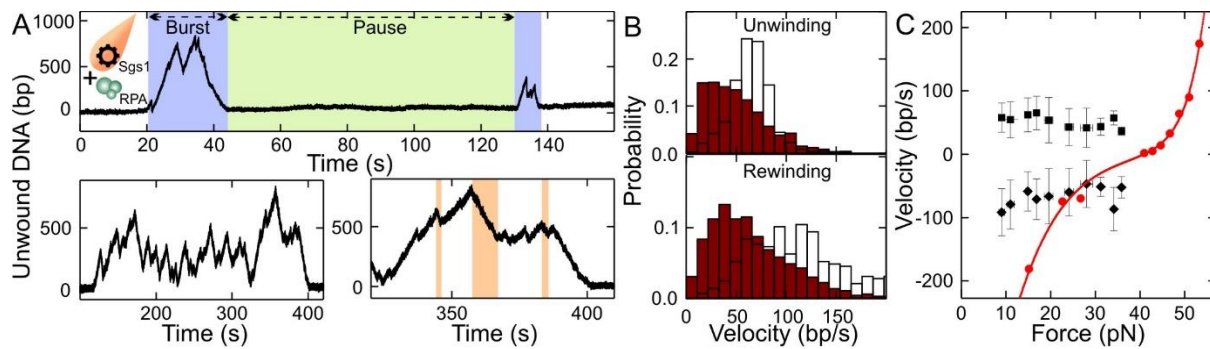 A
Burst
Pause
Sgs1
+
RPA
1000
500
0
0
20
40
60
80
100
120
140
Time (s)
Unwound DNA (bp)
500
0
200
300
400
Time (s)
500
0
350
400
Time (s)
B
Unwinding
0.2
0.1
0.0
Probability
Rewinding
0.1
0.0
0
50
100
150
Velocity (bp/s)
C
200
100
0
-100
-200
Velocity bp/s)
0
10
20
30
40
50
Force (pN)